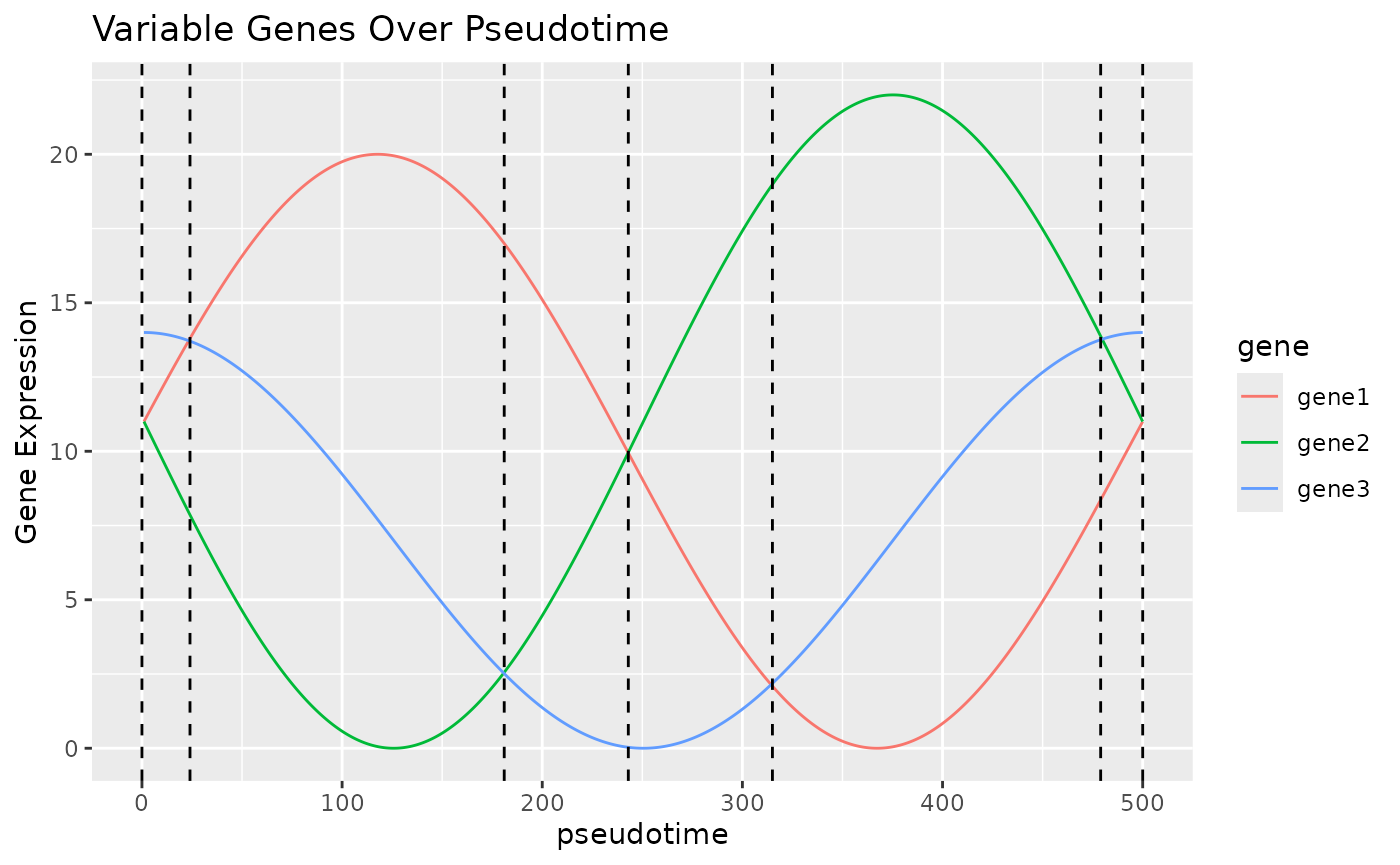 Variable Genes Over Pseudotime
Gene Expression
20
15
10
5
0
0 100 200 300 400 500
pseudotime
gene
gene1
gene2
gene3